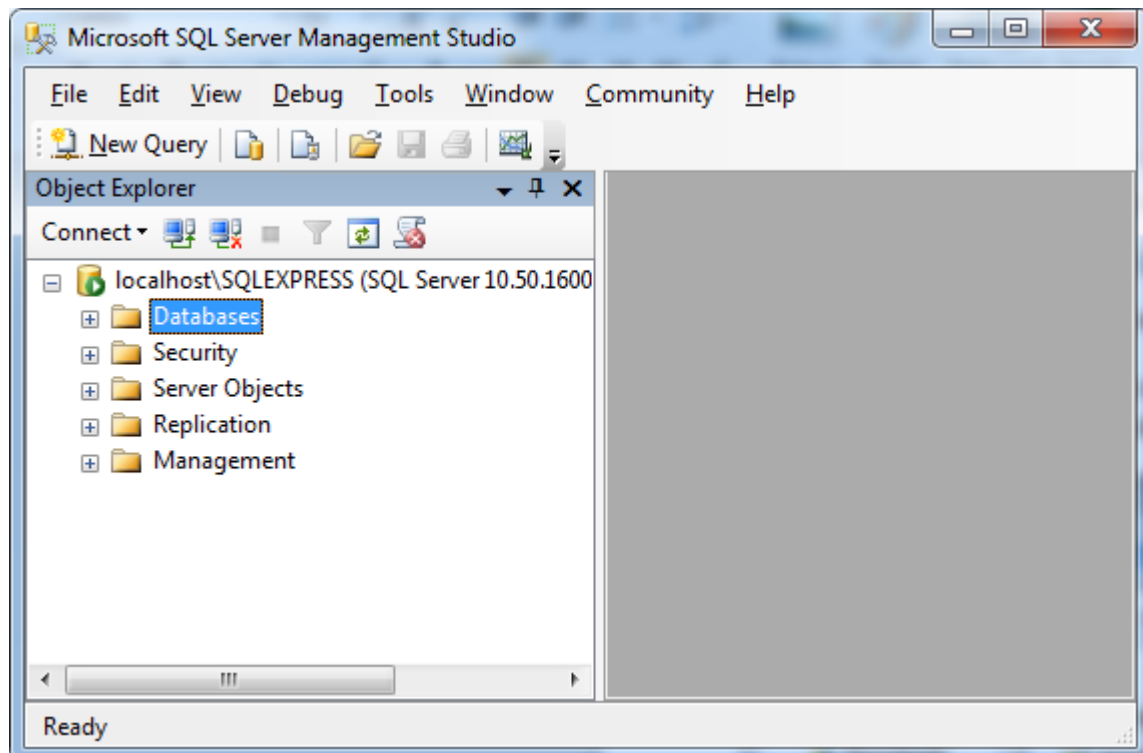 Microsoft SQL Server Management Studio
File Edit View Debug Tools Window Community Help
New Query
Object Explorer
Connect
localhost\SQLEXPRESS (SQL Server 10.50.1600
Databases
Security
Server Objects
Replication
Management
Ready